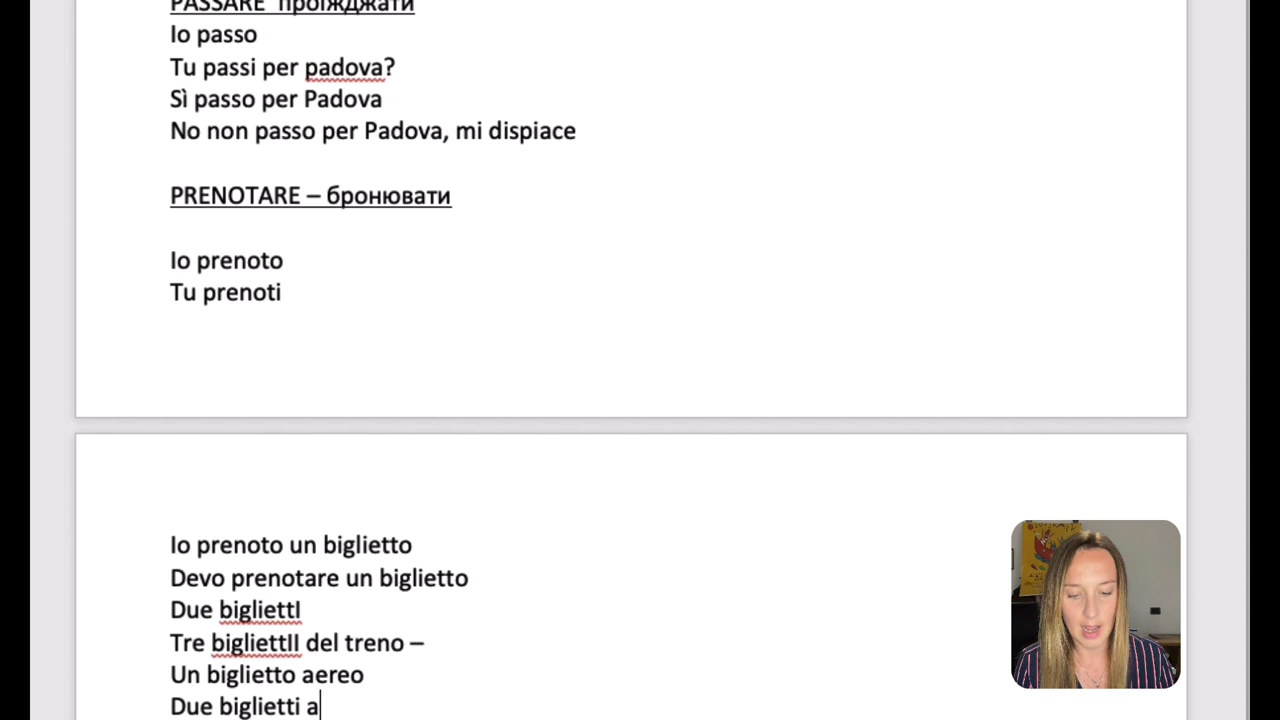 PASSARE проїжджати
Io passo
Tu passi per padova?
Sì passo per Padova
No non passo per Padova, mi dispiace
PRENOTARE – бронювати
Io prenoto
Tu prenoti
Io prenoto un biglietto
Devo prenotare un biglietto
Due bigliettI
Tre bigliettII del treno –
Un biglietto aereo
Due biglietti a